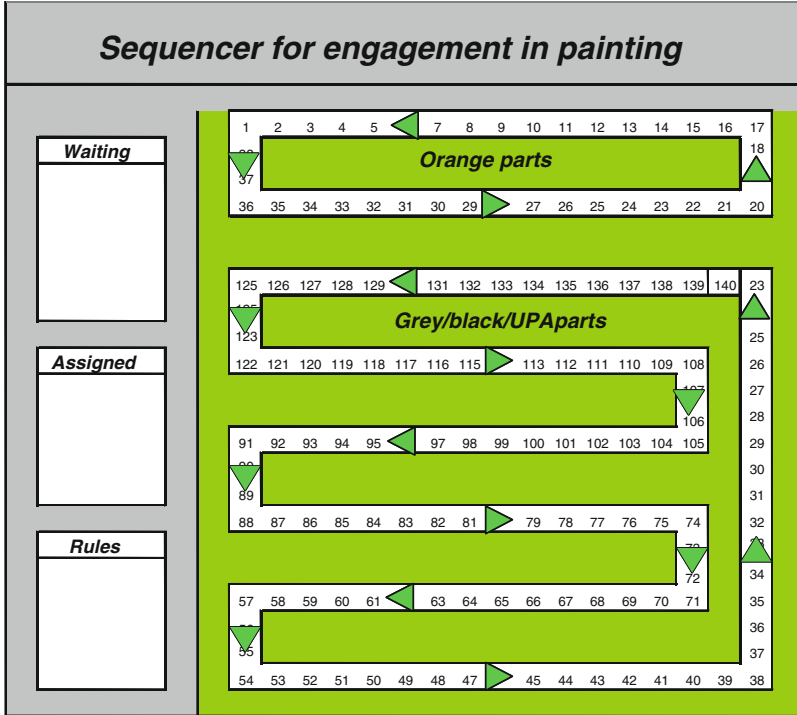 Sequencer for engagement in painting
Waiting
Assigned
Rules
1 2 3 4 5 7 8 9 10 11 12 13 14 15 16 17
18
Orange parts
37
36 35 34 33 32 31 30 29 27 26 25 24 23 22 21 20
125 126 127 128 129 131 132 133 134 135 136 137 138 139 140 23
Grey/black/UPAparts
123
25
122 121 120 119 118 117 116 115 113 112 111 110 109 108 26
27
106
28
91 92 93 94 95 97 98 99 100 101 102 103 104 105 29
30
89
31
88 87 86 85 84 83 82 81 79 78 77 76 75 74 32
72
34
57 58 59 60 61 63 64 65 66 67 68 69 70 71 35
36
55
37
54 53 52 51 50 49 48 47 45 44 43 42 41 40 39 38